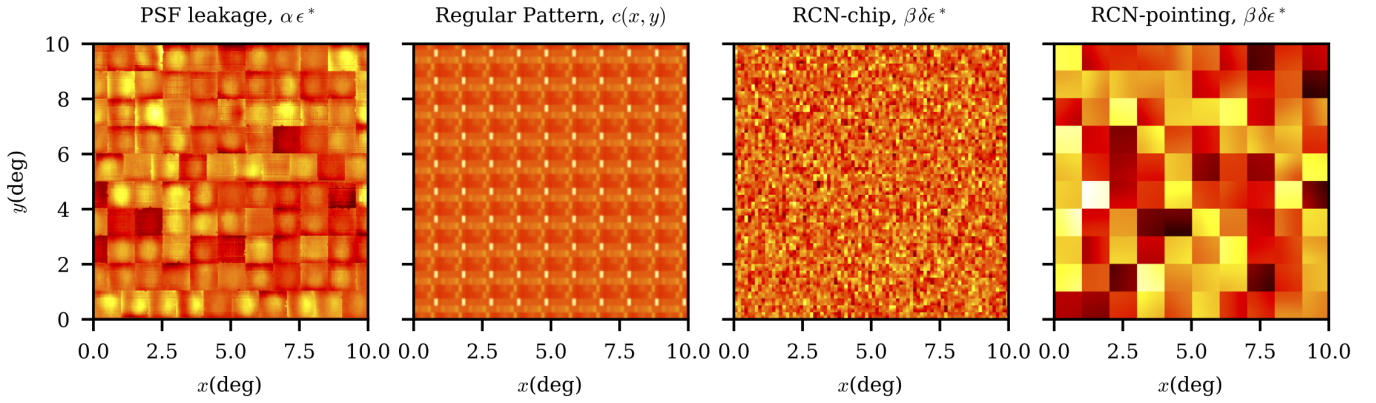 PSF leakage, α ϵ*
Regular Pattern, c(x, y)
RCN-chip, β δϵ*
RCN-pointing, β δϵ*
10
8
6
4
2
0
y(deg)
0.0 2.5 5.0 7.5 10.0
0.0 2.5 5.0 7.5 10.0
0.0 2.5 5.0 7.5 10.0
0.0 2.5 5.0 7.5 10.0
x(deg)
x(deg)
x(deg)
x(deg)